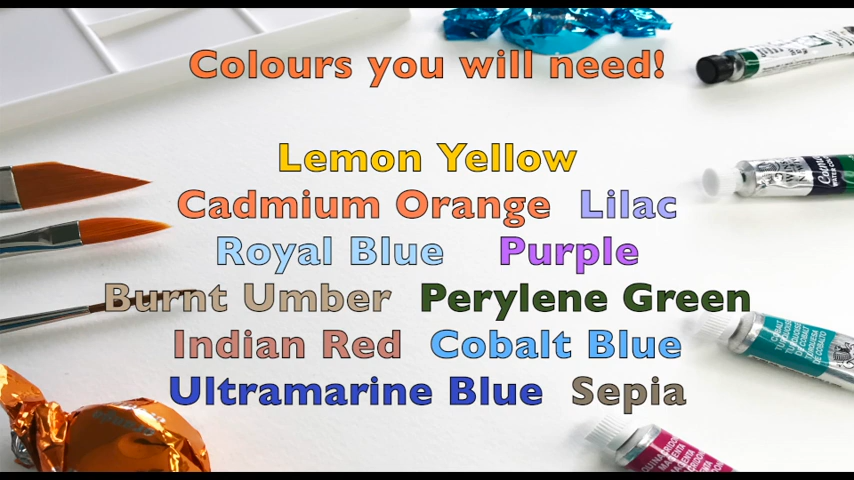 Colours you will need!
Lemon Yellow
Cadmium Orange Lilac
Royal Blue Purple
Burnt Umber Perylene Green
Indian Red Cobalt Blue
Ultramarine Blue Sepia